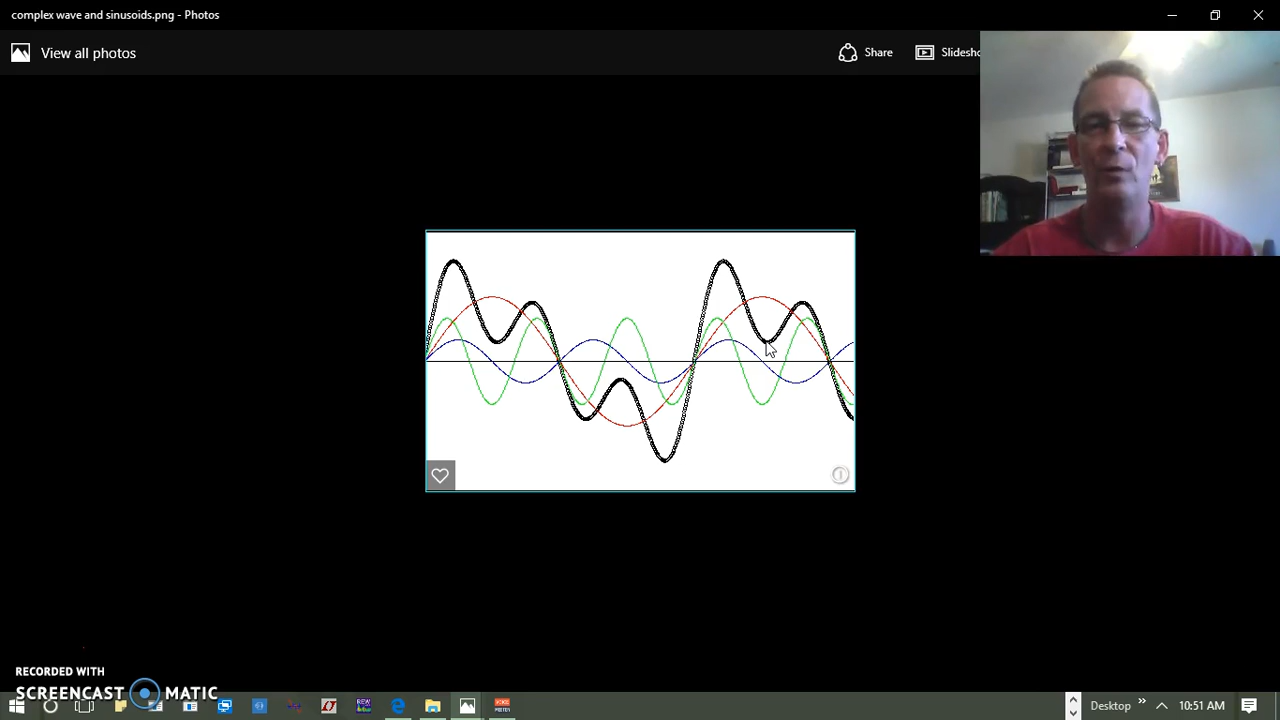 complex wave and sinusoids.png - Photos
View all photos
Share
Slidesho
RECORDED WITH
SCREENCAST MATIC
Desktop
10:51 AM